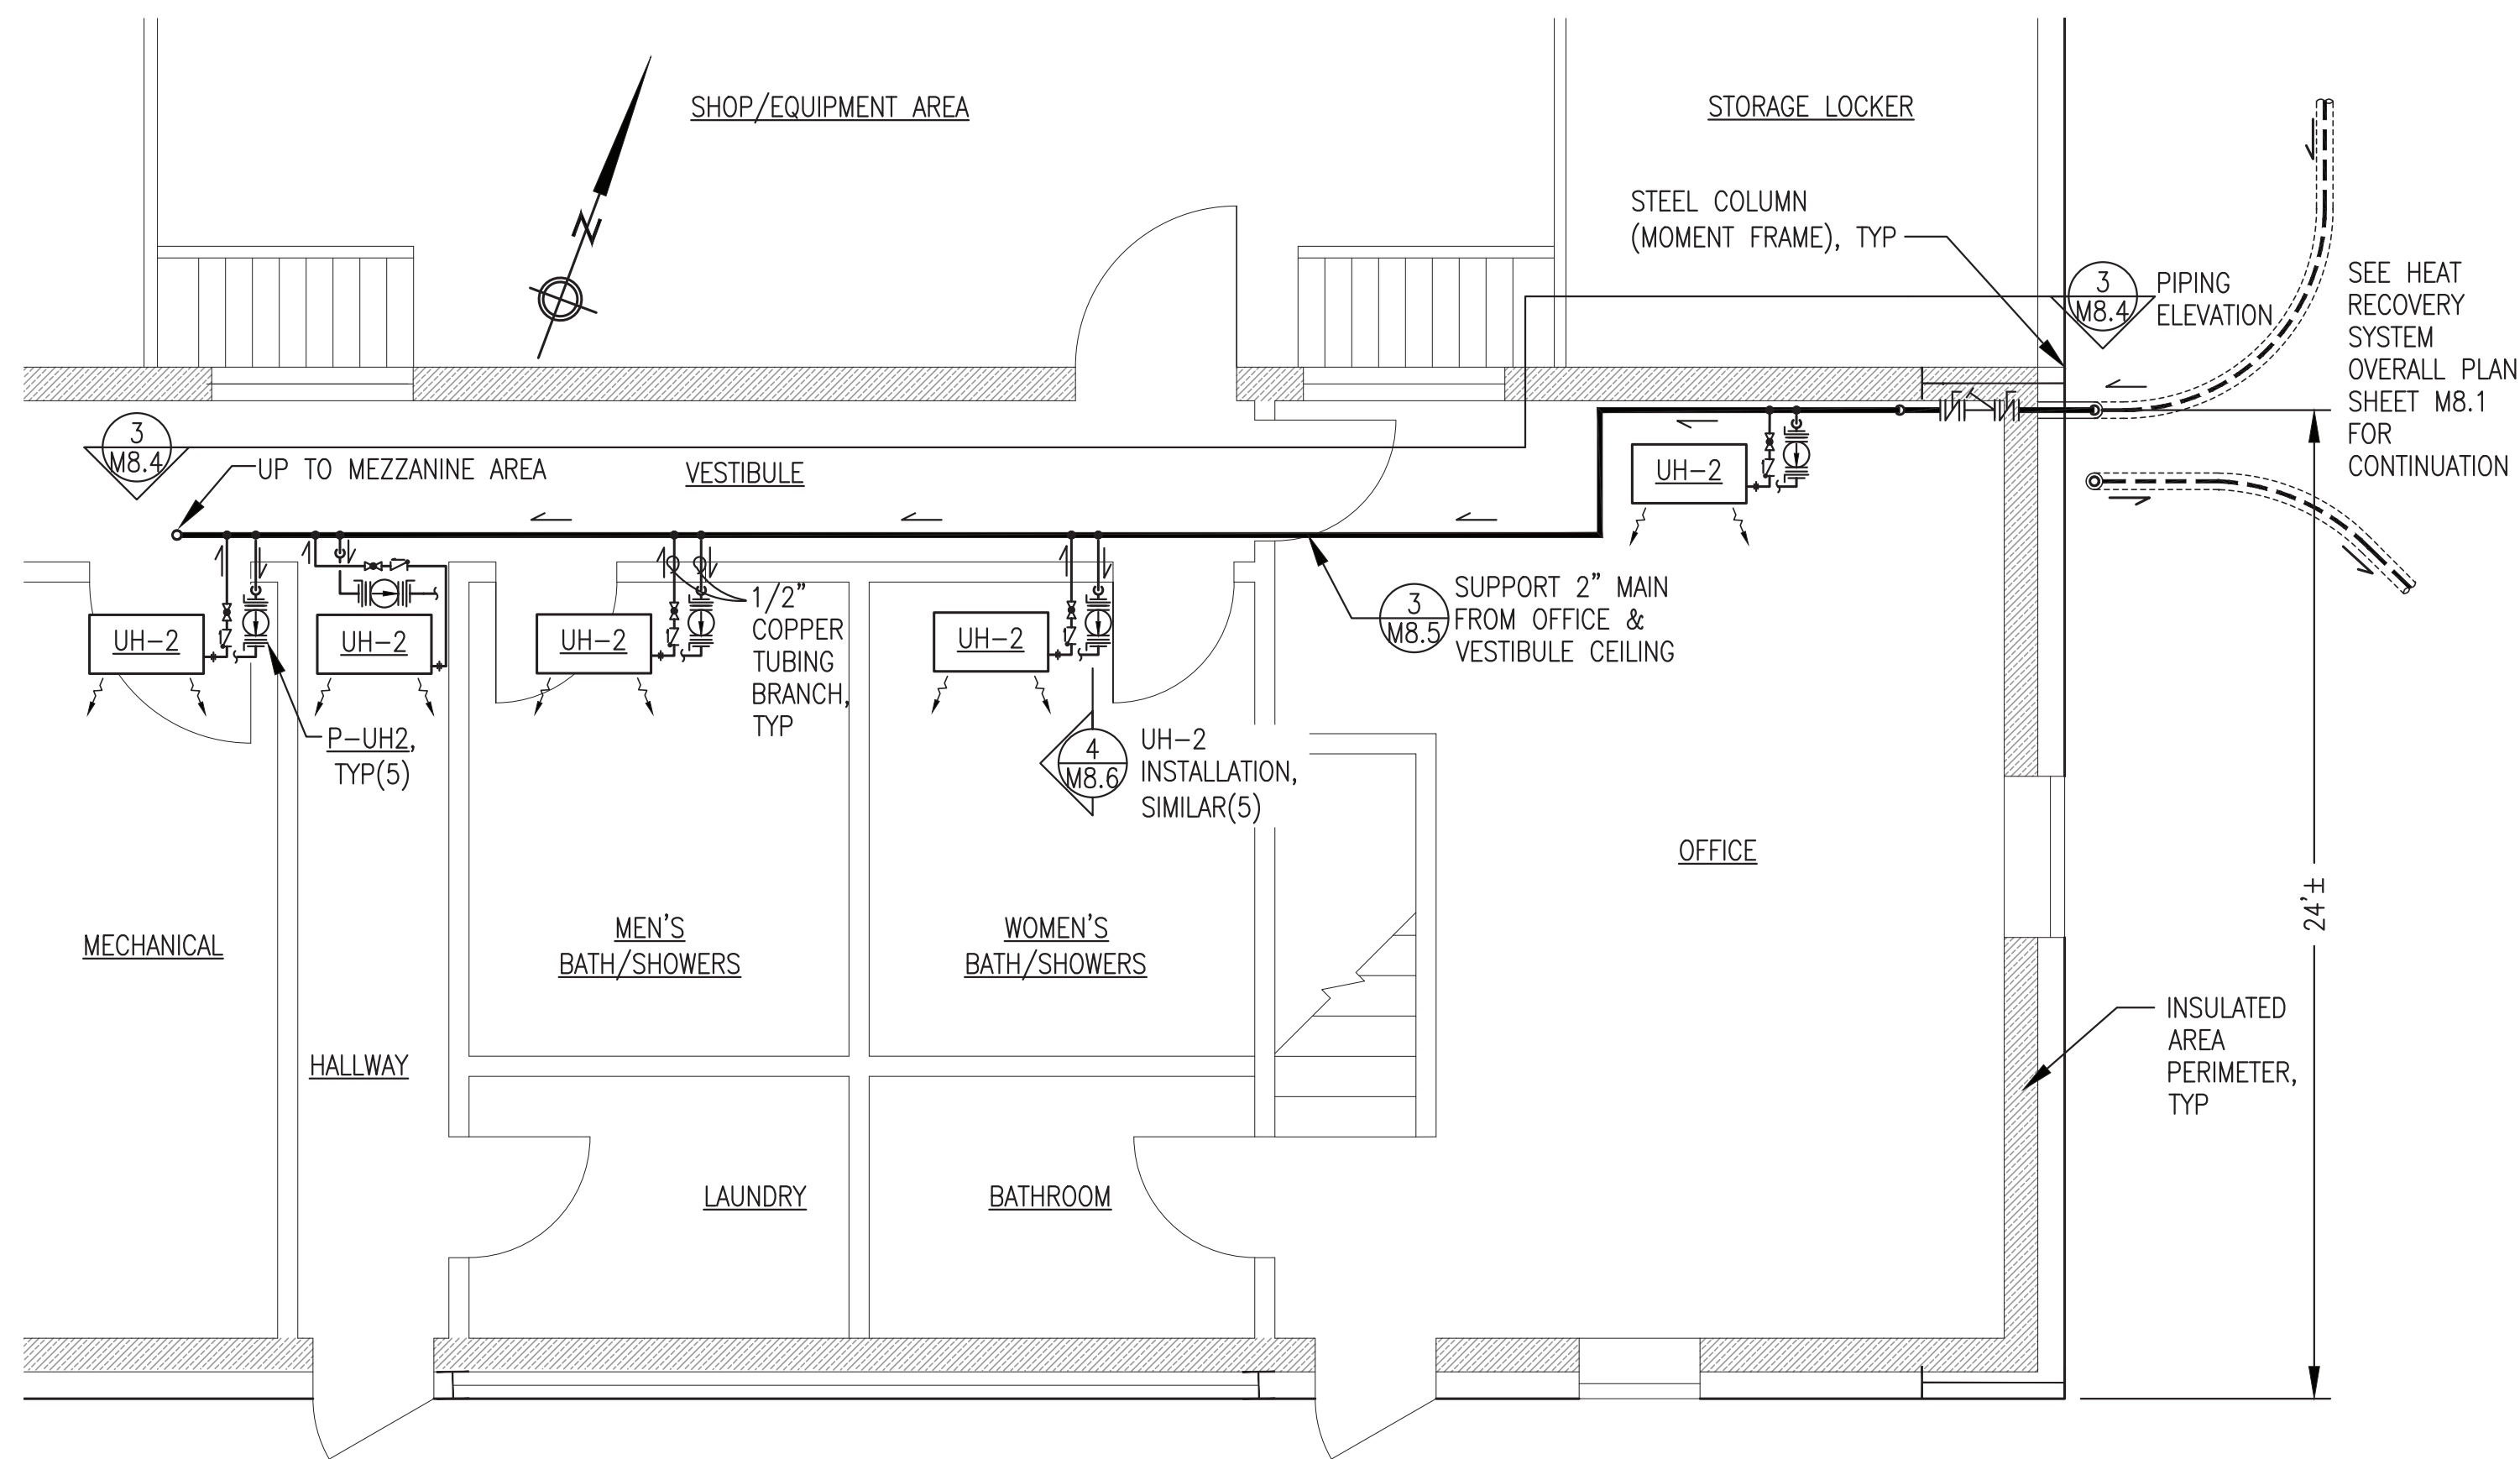 SHOP/EQUIPMENT AREA
STORAGE LOCKER
N
STEEL COLUMN
(MOMENT FRAME), TYP
3
M8.4
PIPING
ELEVATION
SEE HEAT
RECOVERY
SYSTEM
OVERALL PLAN
SHEET M8.1
FOR
CONTINUATION
3
M8.4
UP TO MEZZANINE AREA
VESTIBULE
UH-2
3
M8.5
SUPPORT 2" MAIN
FROM OFFICE &
VESTIBULE CEILING
UH-2
UH-2
UH-2
UH-2
1/2"
COPPER
TUBING
BRANCH,
TYP
P-UH2,
TYP(5)
4
M8.6
UH-2
INSTALLATION,
SIMILAR(5)
OFFICE
24'±
MECHANICAL
MEN'S
BATH/SHOWERS
WOMEN'S
BATH/SHOWERS
INSULATED
AREA
PERIMETER,
TYP
HALLWAY
LAUNDRY
BATHROOM